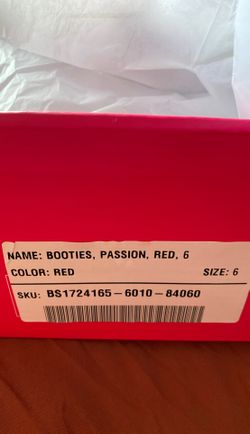 NAME: BOOTIES, PASSION, RED, 6
COLOR: RED SIZE: 6
SKU: BS1724165-6010-84060